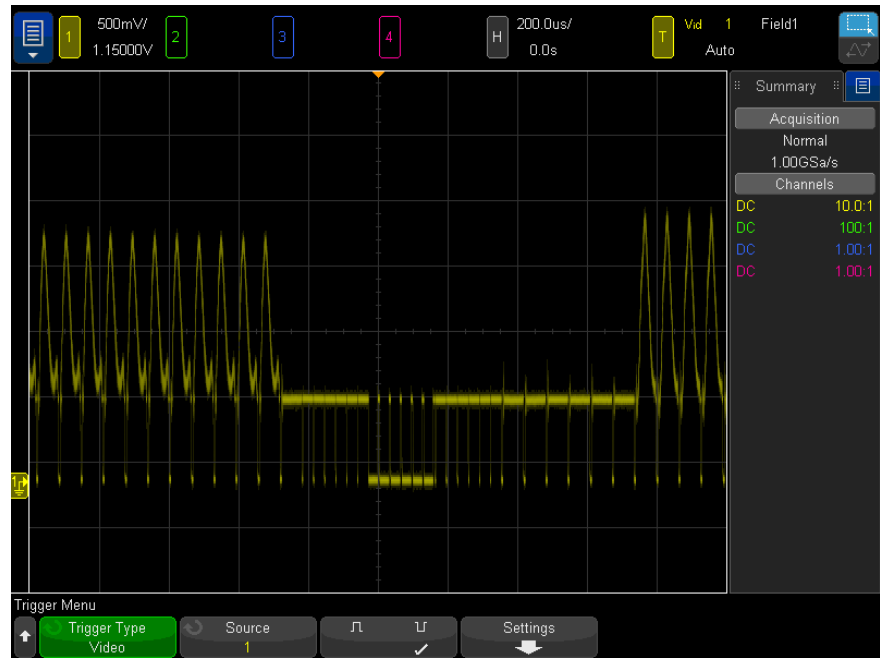 1 500mV/ 2 3 4 H 200.0us/ T Vid 1 Field1
1.15000V 0.0s Auto
Summary
Acquisition
Normal
1.00GSa/s
Channels
DC 10.0:1
DC 100:1
DC 1.00:1
DC 1.00:1
1
Trigger Menu
Trigger Type Source Settings
Video 1